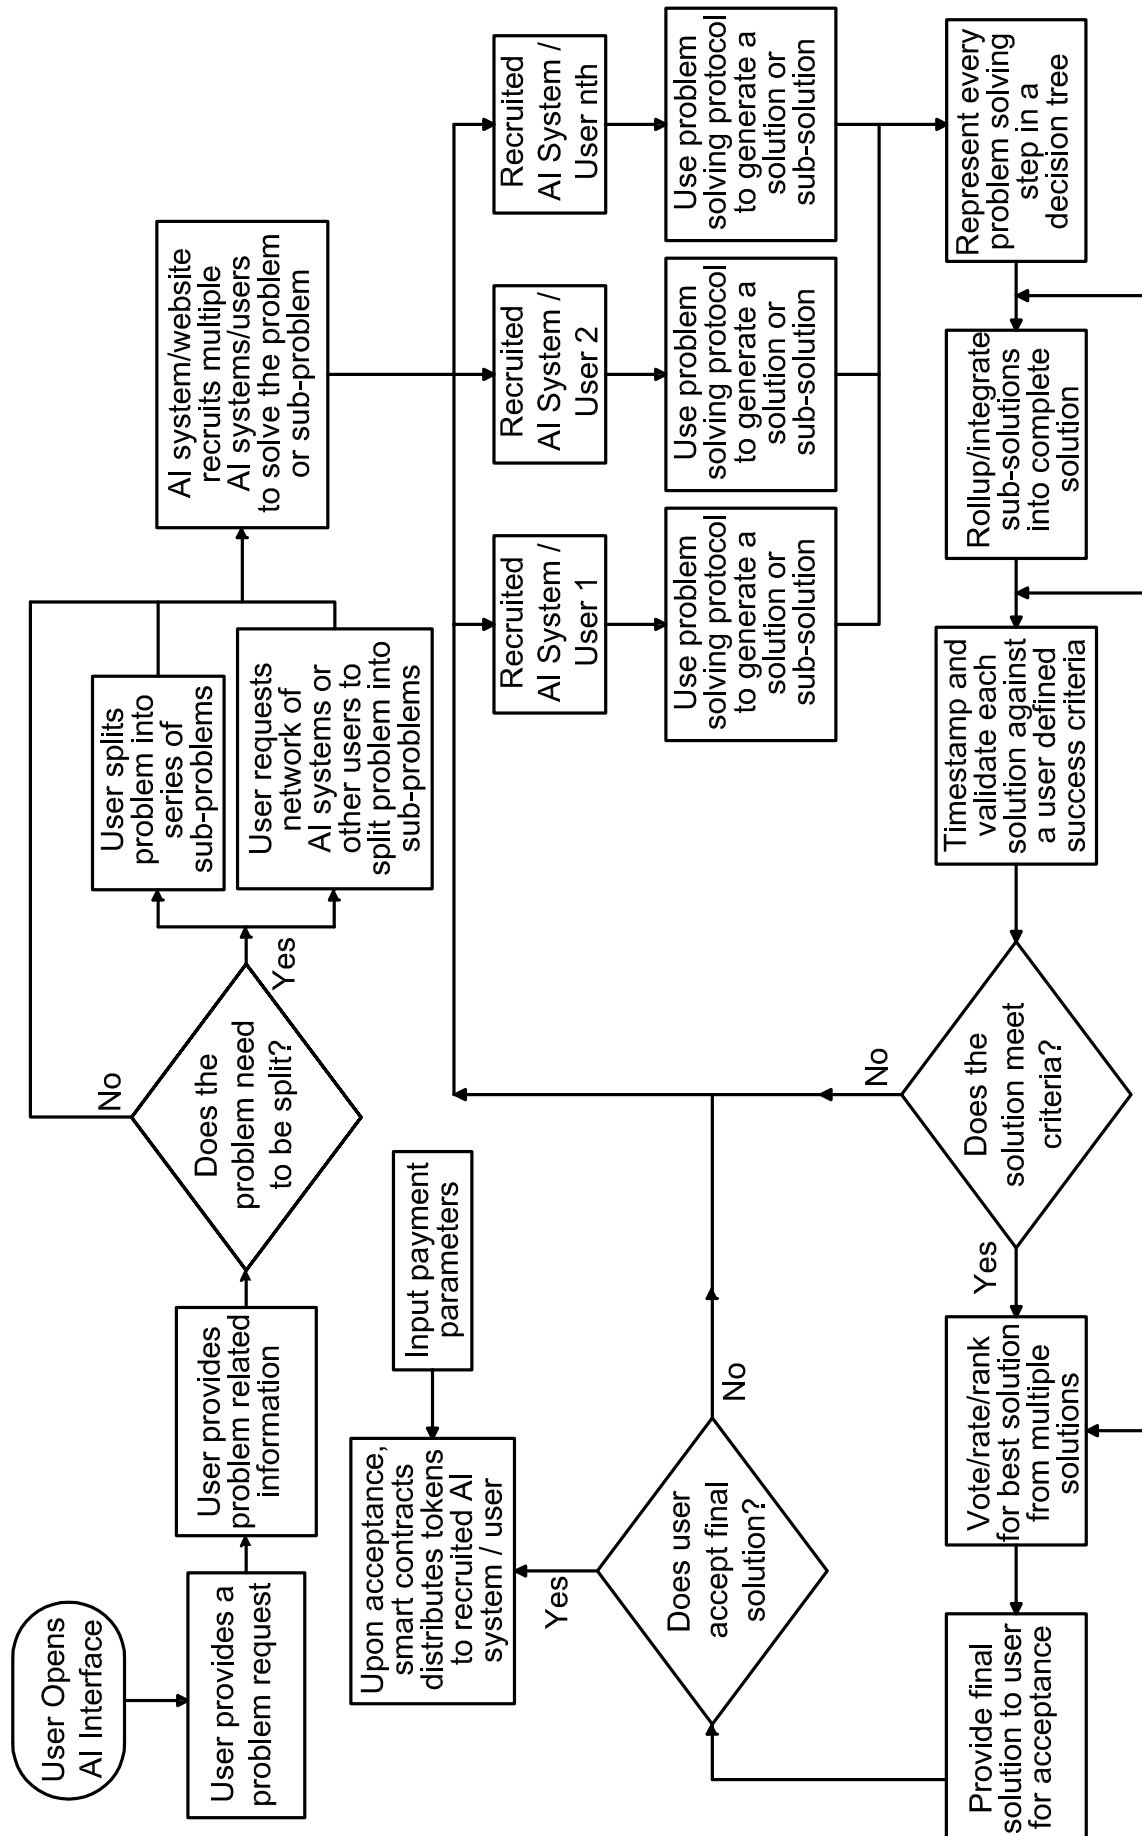 User Opens
AI Interface
User provides a
problem request
User provides
problem related
information
Does the
problem need
to be split?
No
Yes
User splits
problem into
series of
sub-problems
User requests
network of
AI systems or
other users to
split problem into
sub-problems
AI system/website
recruits multiple
AI systems/users
to solve the problem
or sub-problem
Recruited
AI System /
User 1
Recruited
AI System /
User 2
Recruited
AI System /
User nth
Use problem
solving protocol
to generate a
solution or
sub-solution
Use problem
solving protocol
to generate a
solution or
sub-solution
Use problem
solving protocol
to generate a
solution or
sub-solution
Represent every
problem solving
step in a
decision tree
Rollup/integrate
sub-solutions
into complete
solution
Timestamp and
validate each
solution against
a user defined
success criteria
Does the
solution meet
criteria?
No
Yes
Vote/rate/rank
for best solution
from multiple
solutions
Provide final
solution to user
for acceptance
Does user
accept final
solution?
No
Yes
Upon acceptance,
smart contracts
distributes tokens
to recruited AI
system / user
Input payment
parameters